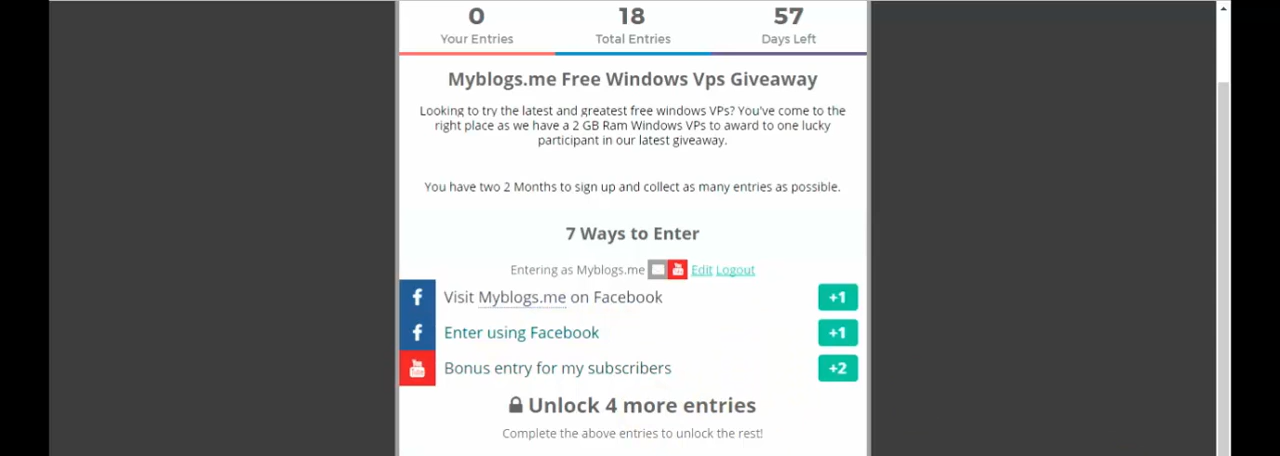 0 18 57
Your Entries Total Entries Days Left
Myblogs.me Free Windows Vps Giveaway
Looking to try the latest and greatest free windows VPs? You've come to the
right place as we have a 2 GB Ram Windows VPs to award to one lucky
participant in our latest giveaway.
You have two 2 Months to sign up and collect as many entries as possible.
7 Ways to Enter
Entering as Myblogs.me Edit Logout
Visit Myblogs.me on Facebook +1
Enter using Facebook +1
Bonus entry for my subscribers +2
Unlock 4 more entries
Complete the above entries to unlock the rest!